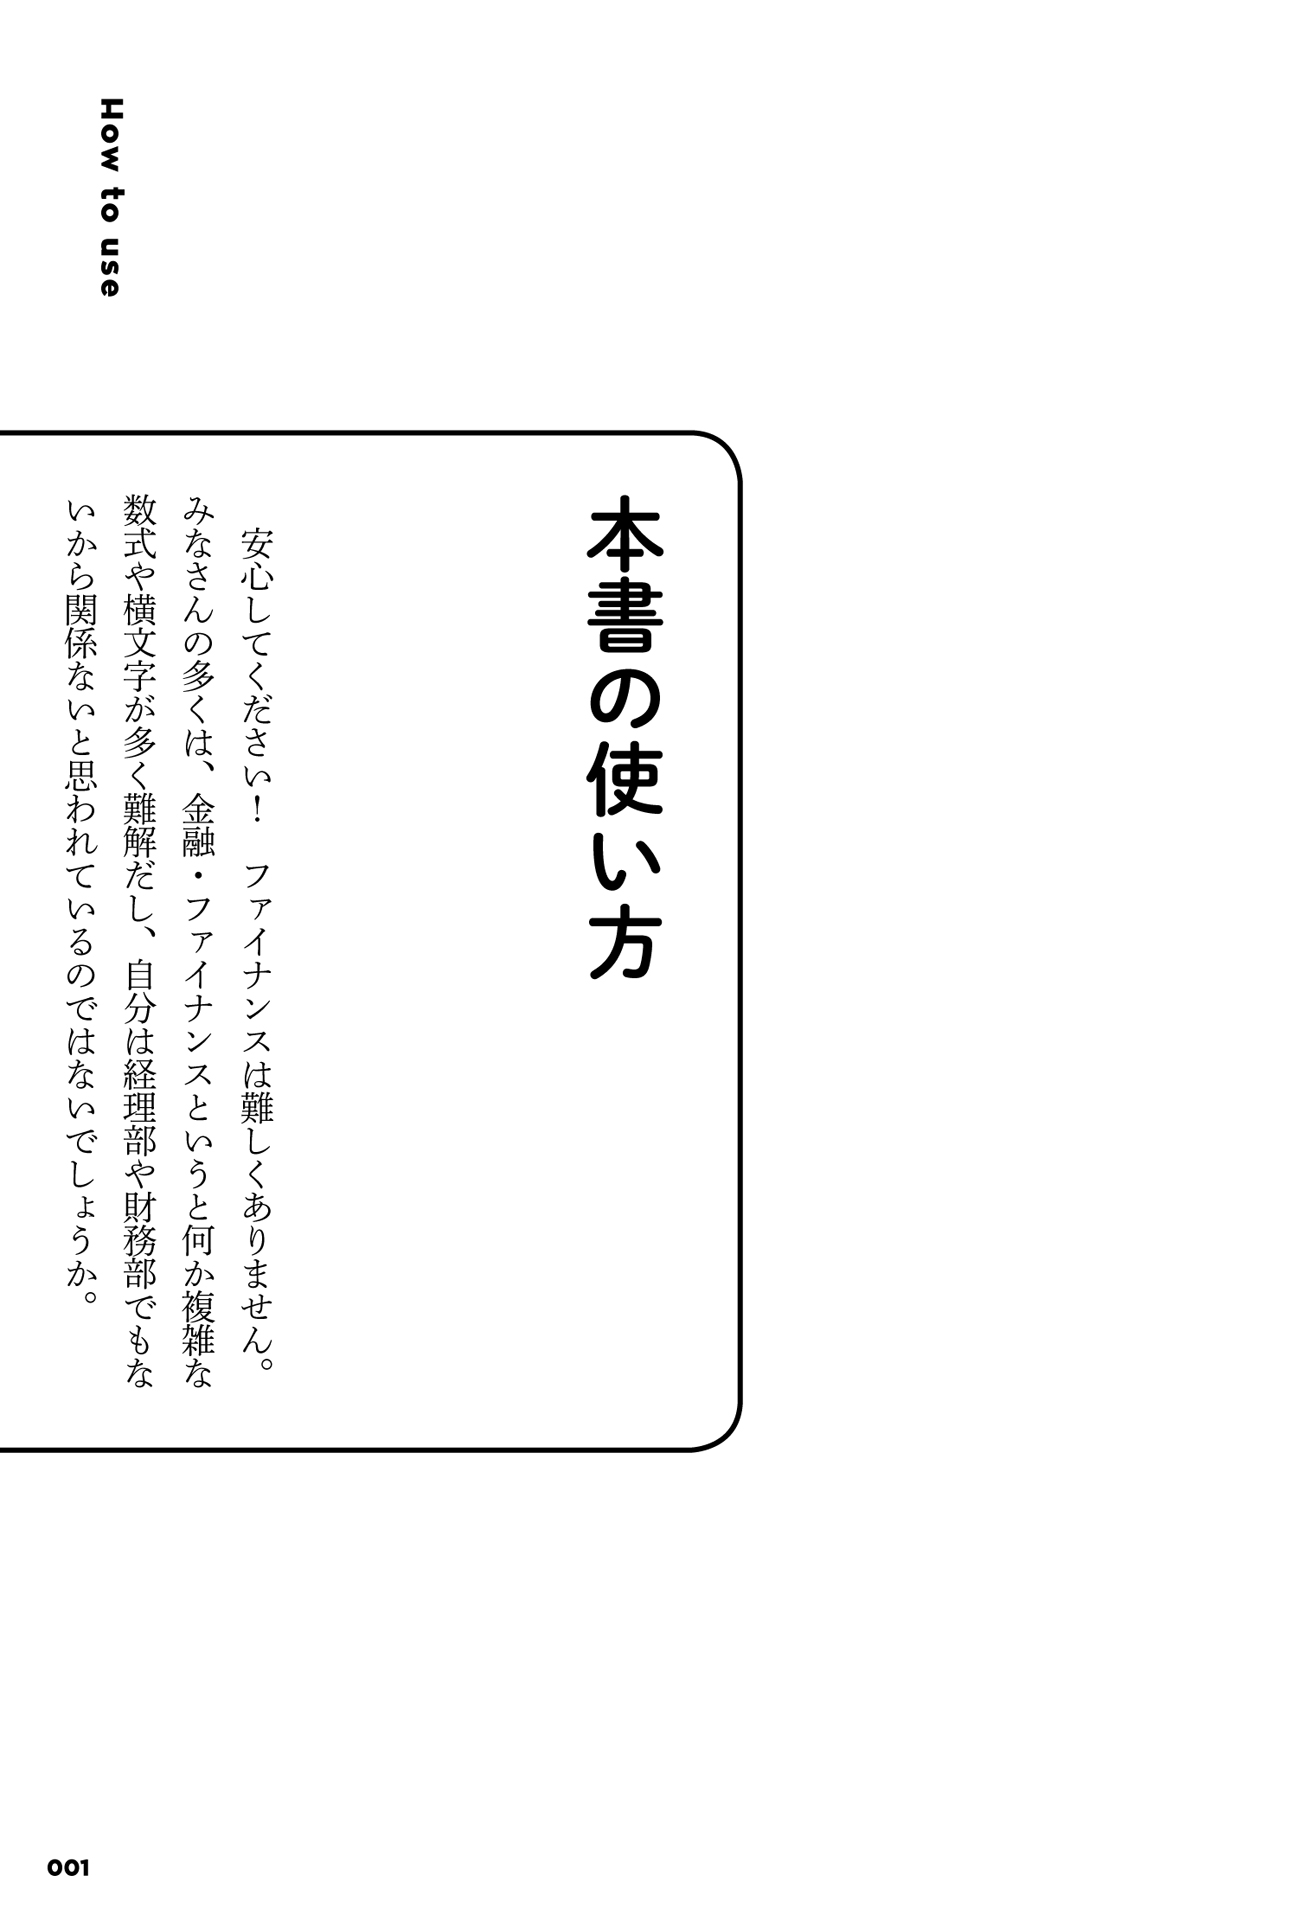 How to use
本書の使い方
安心してください！　ファイナンスは難しくありません。
みなさんの多くは、金融・ファイナンスというと何か複雑な
数式や横文字が多く難解だし、自分は経理部や財務部でもな
いから関係ないと思われているのではないでしょうか。
001